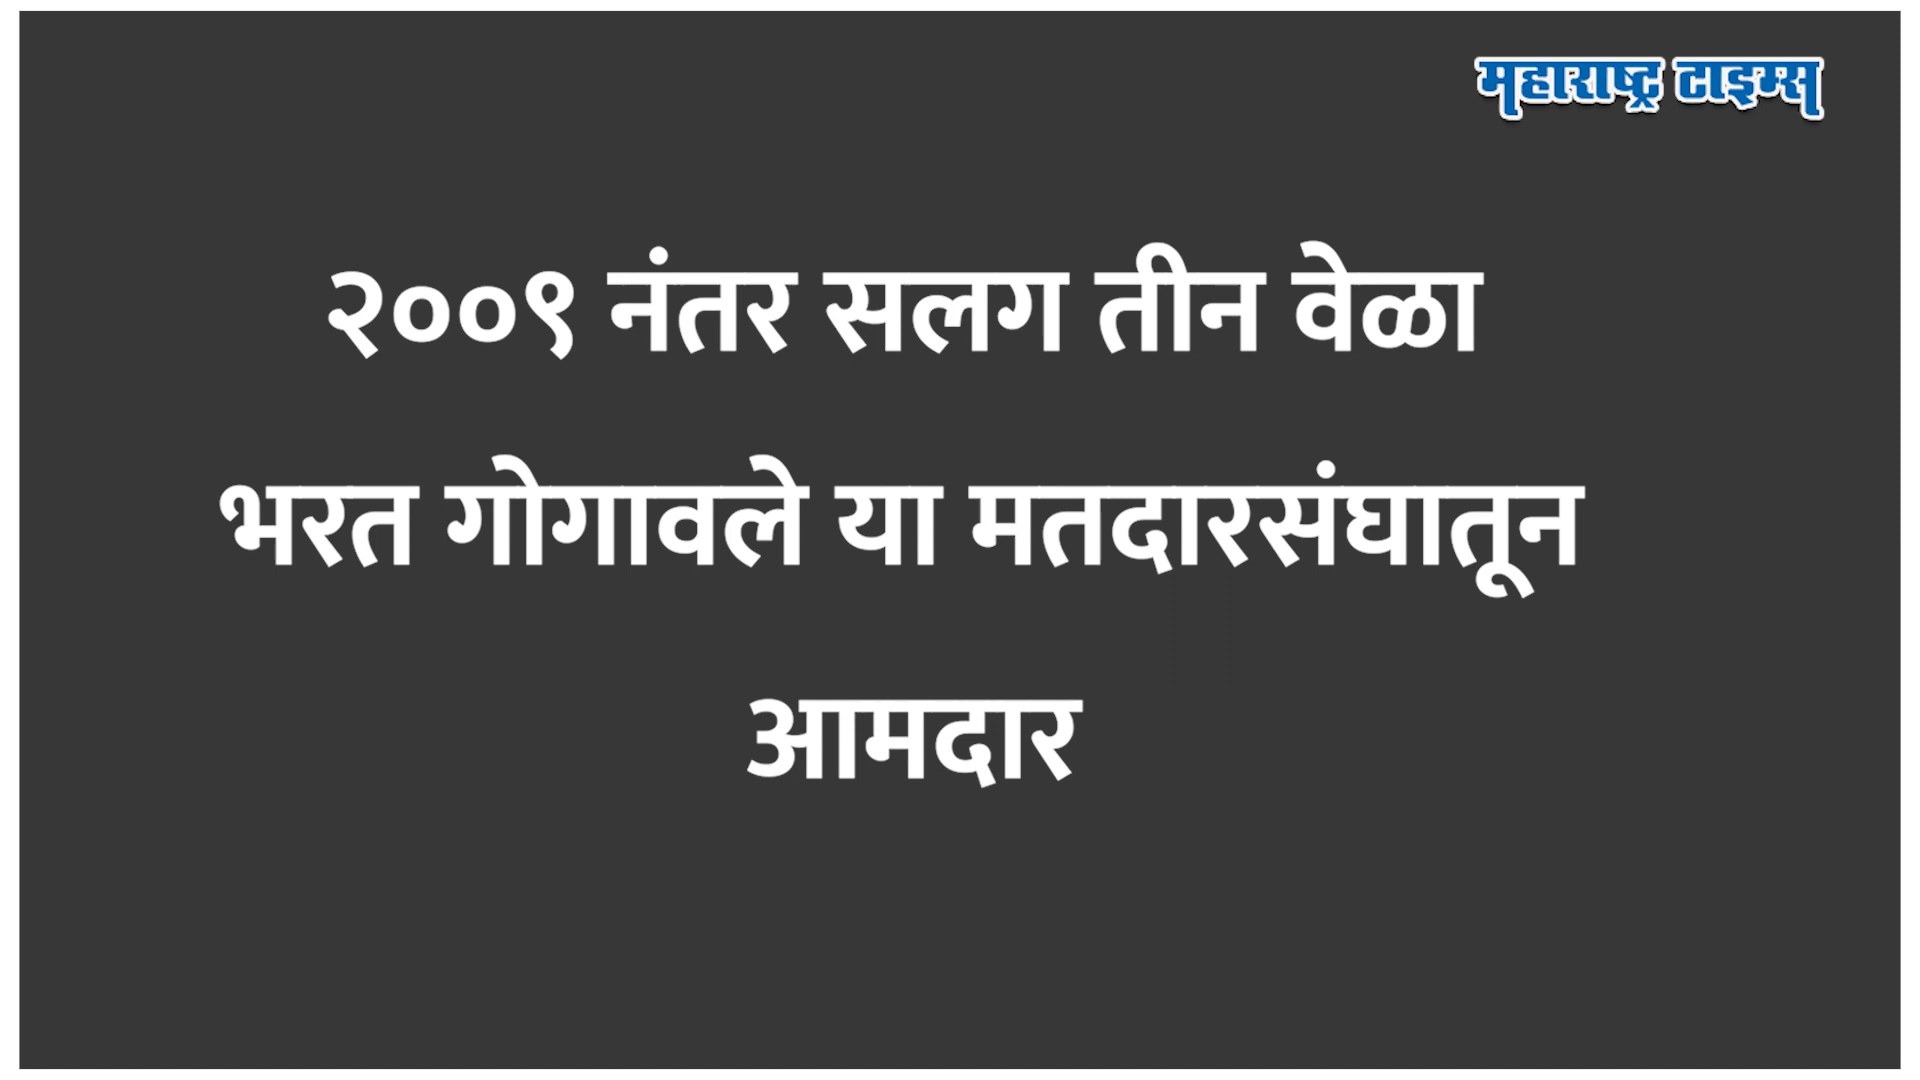 महाराष्ट्र टाइम्स
२००९ नंतर सलग तीन वेळा
भरत गोगावले या मतदारसंघातून
आमदार